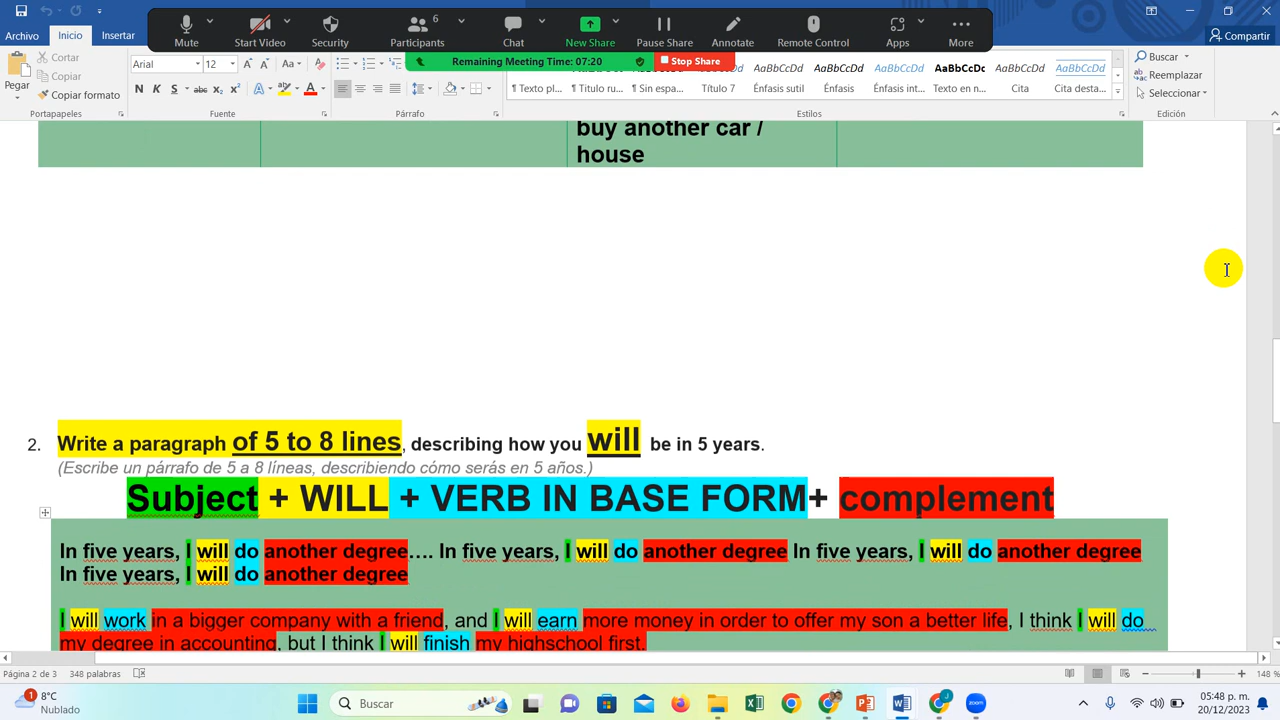 Mute
Start Video
Security
Participants
6
Chat
New Share
Pause Share
Annotate
Remote Control
Apps
More
Remaining Meeting Time: 07:20
Stop Share
Archivo
Inicio
Insertar
Compartir
Pegar
Cortar
Copiar
Copiar formato
Portapapeles
Arial
12
Aa
N K S abc x₂ x²
A
Fuente
Párrafo
AaBbCcDd AaBbCcDd AaBbCcDd AaBbCcDc AaBbCcDd AaBbCcDd
¶ Texto pl... ¶ Título ru... ¶ Sin espa... Título 7 Énfasis sutil Énfasis Énfasis int... Texto en n... Cita Cita desta...
Estilos
Buscar
Reemplazar
Seleccionar
Edición
buy another car /
house
2. Write a paragraph of 5 to 8 lines, describing how you will be in 5 years.
(Escribe un párrafo de 5 a 8 líneas, describiendo cómo serás en 5 años.)
Subject + WILL + VERB IN BASE FORM+ complement
In five years, I will do another degree…. In five years, I will do another degree In five years, I will do another degree
In five years, I will do another degree
I will work in a bigger company with a friend, and I will earn more money in order to offer my son a better life, I think I will do
my degree in accounting, but I think I will finish my highschool first.
Página 2 de 3
348 palabras
148 %
1
8°C
Nublado
Buscar
05:48 p. m.
20/12/2023